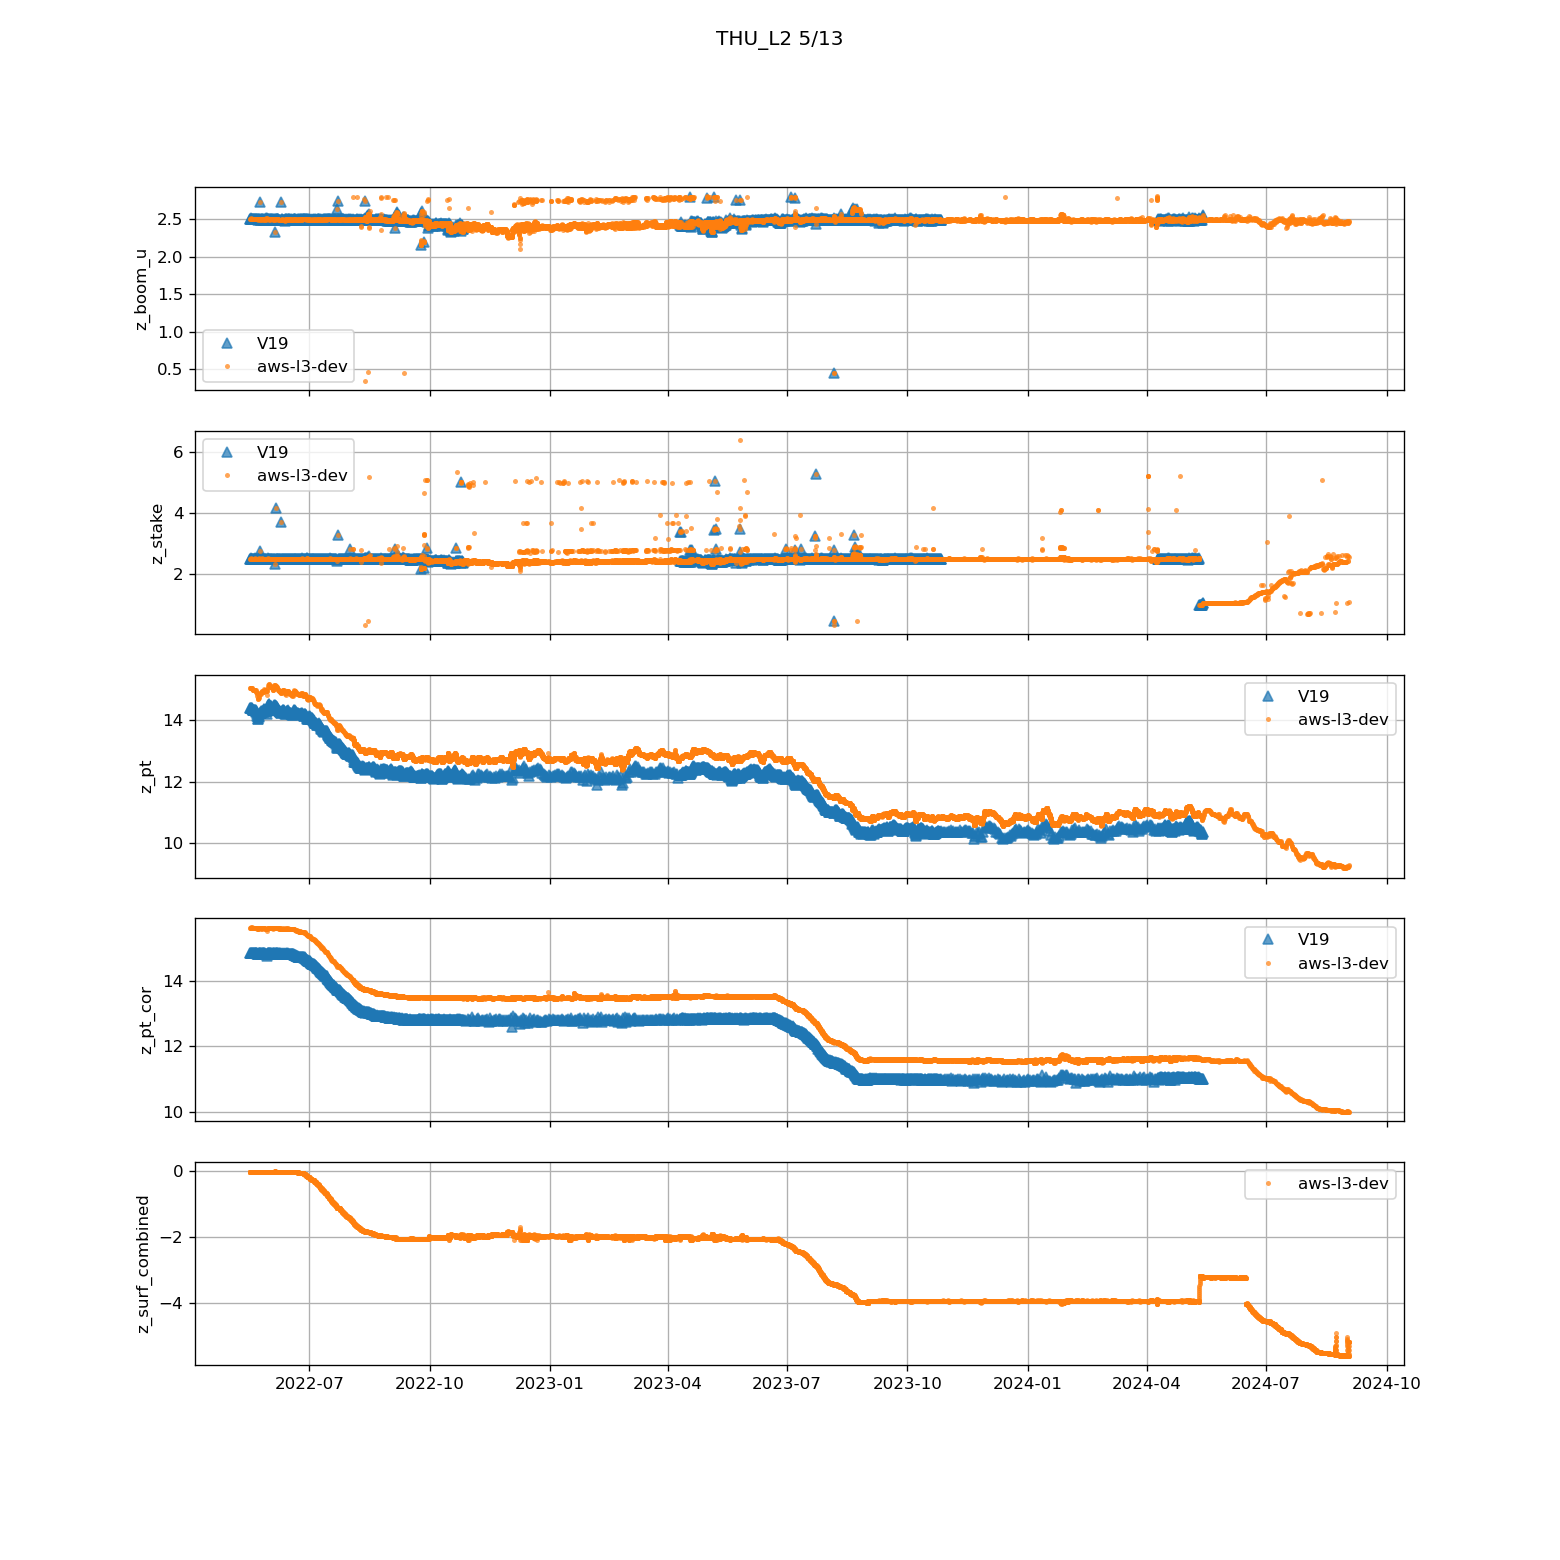 THU_L2 5/13
z_boom_u
2.5
2.0
1.5
1.0
0.5
V19
aws-l3-dev
z_stake
6
4
2
V19
aws-l3-dev
z_pt
14
12
10
V19
aws-l3-dev
z_pt_cor
14
12
10
V19
aws-l3-dev
z_surf_combined
0
−2
−4
aws-l3-dev
2022-07 2022-10 2023-01 2023-04 2023-07 2023-10 2024-01 2024-04 2024-07 2024-10